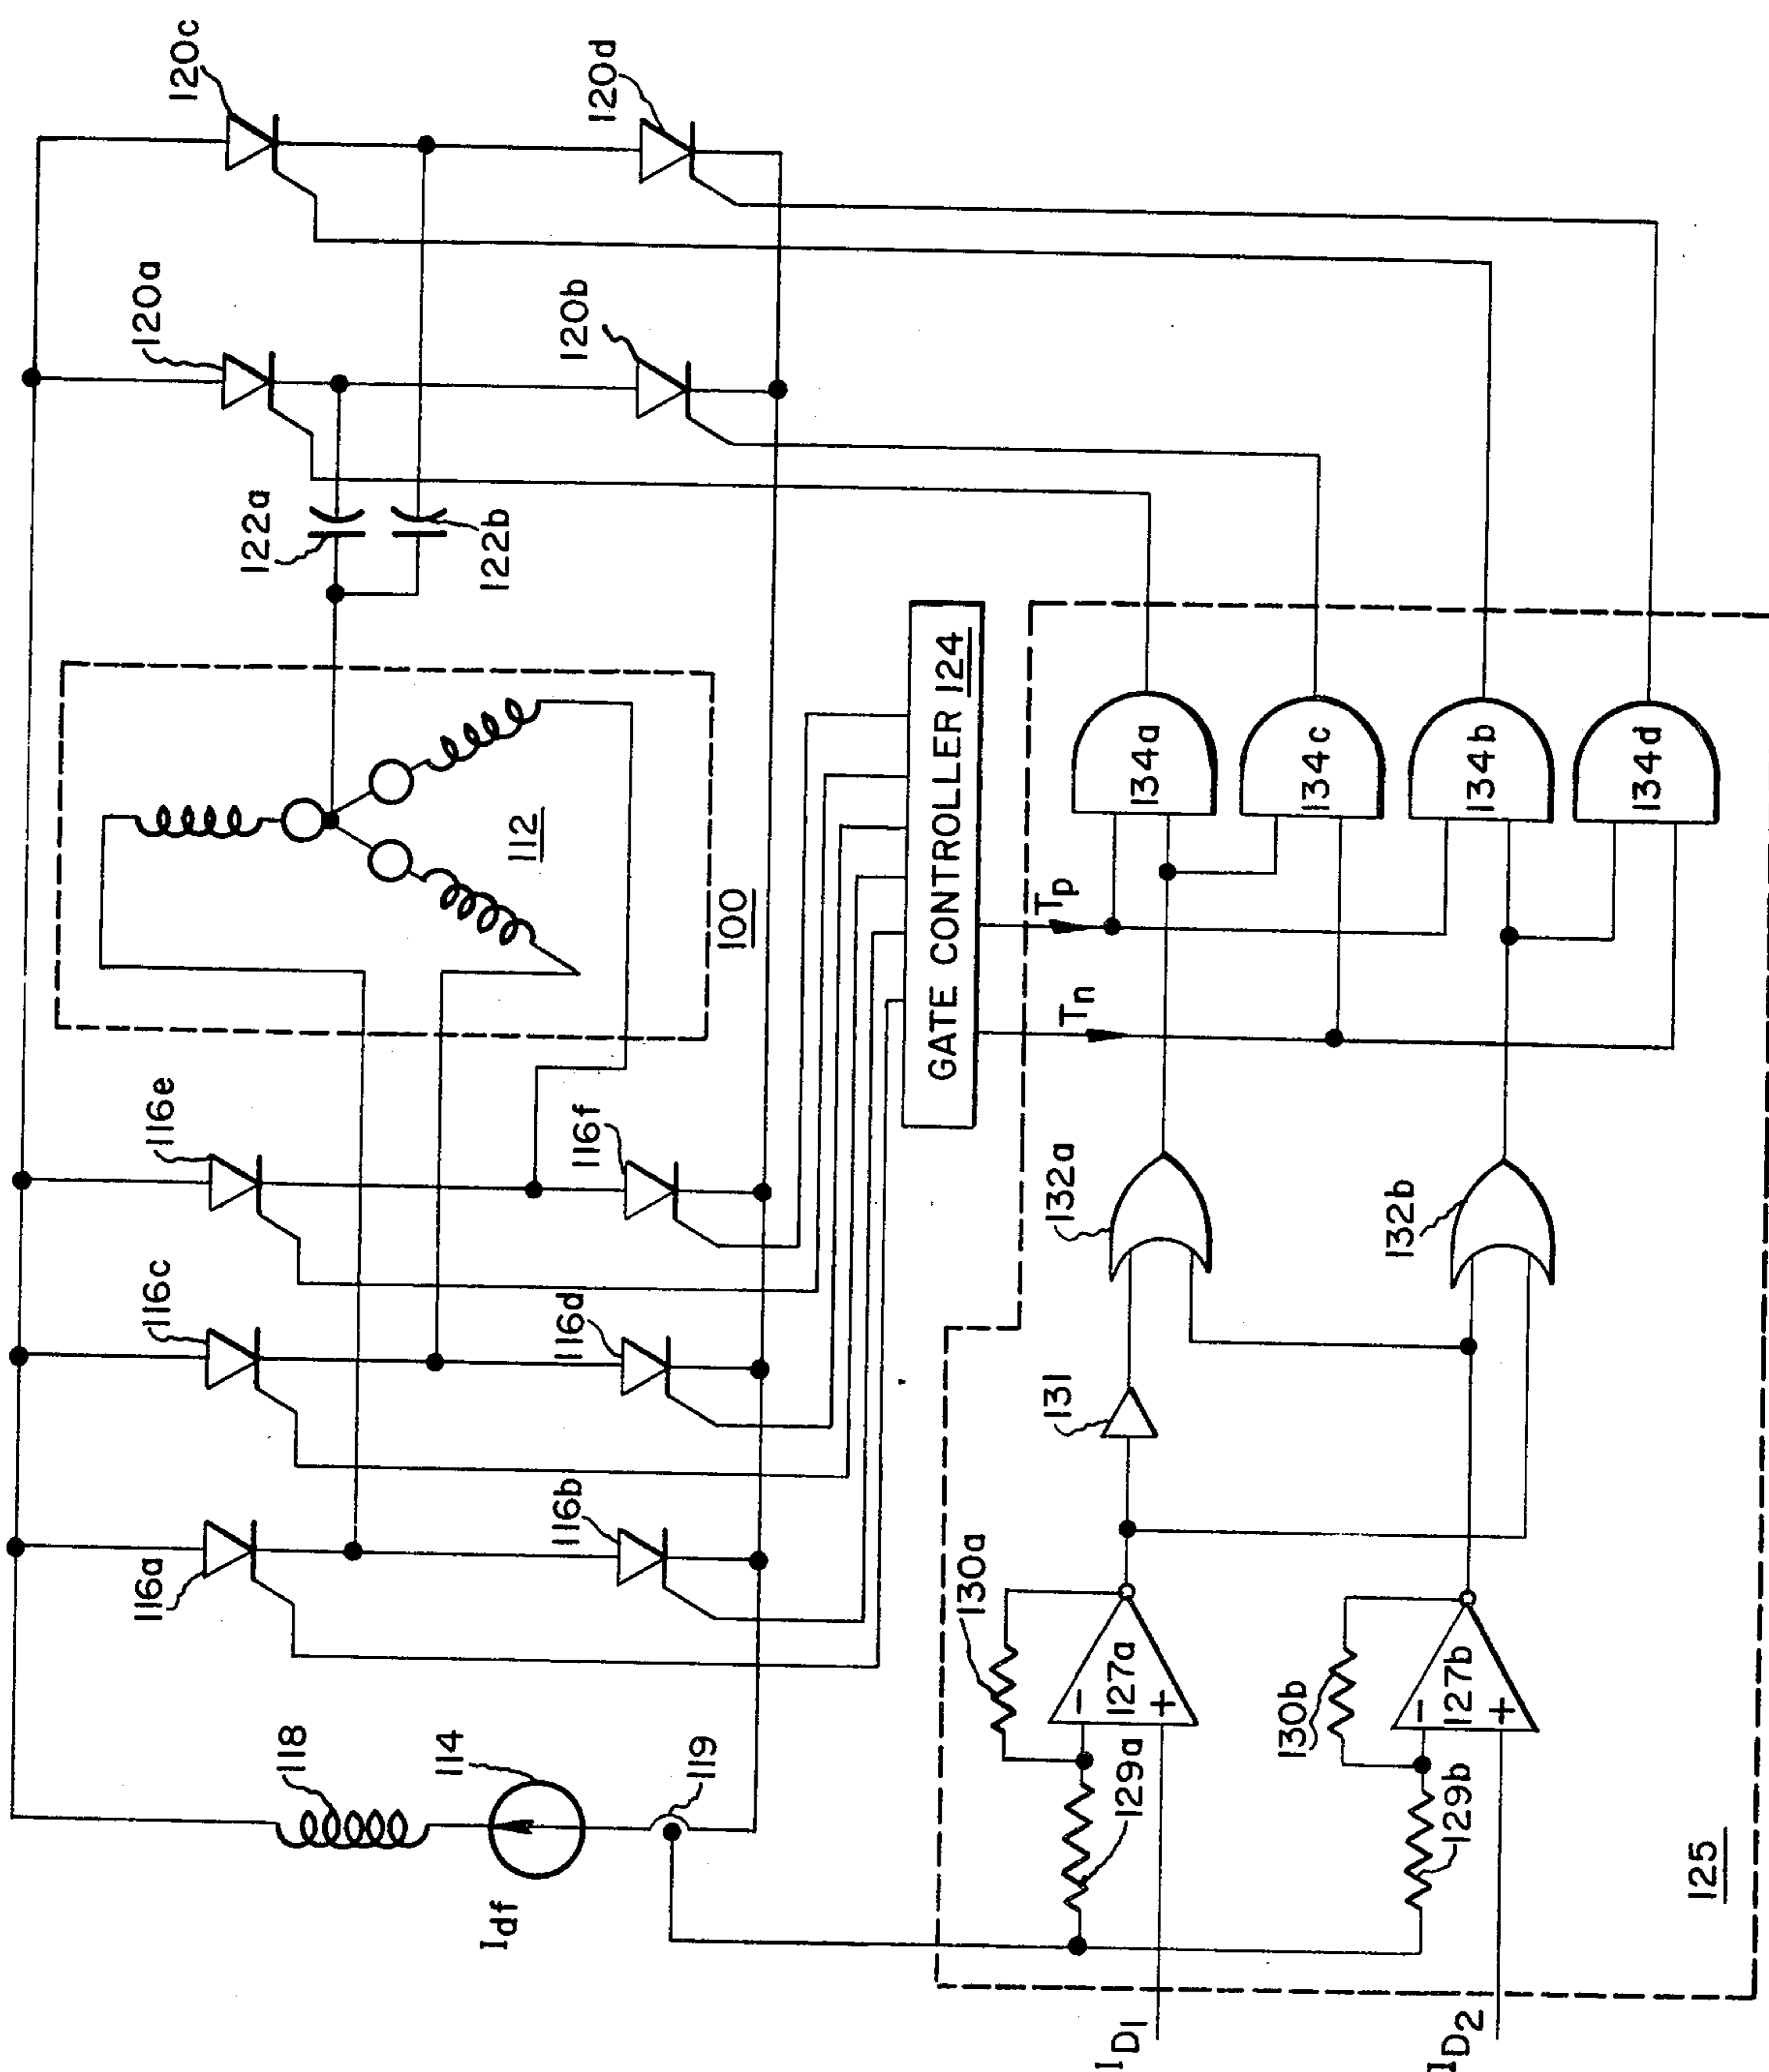 120c
120d
120a
120b
122a
122b
112
100
116e
116f
116c
116d
116a
116b
118
114
119
Idf
GATE CONTROLLER 124
Tp
Tn
134a
134c
134b
134d
132a
132b
131
130a
127a
- +
129a
130b
127b
- +
129b
125
ID1
ID2